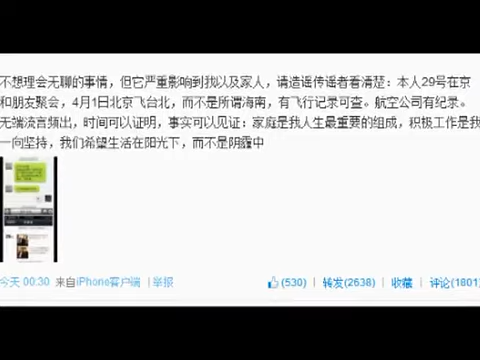 不想理会无聊的事情，但它严重影响到我以及家人，请造谣传谣者看清楚：本人29号在京
和朋友聚会，4月1日北京飞台北，而不是所谓海南，有飞行记录可查。航空公司有纪录。
无端流言频出，时间可以证明，事实可以见证：家庭是我人生最重要的组成，积极工作是我
一向坚持，我们希望生活在阳光下，而不是阴霾中
今天 00:30 来自iPhone客户端 | 举报
(530) | 转发(2638) | 收藏 | 评论(1801)